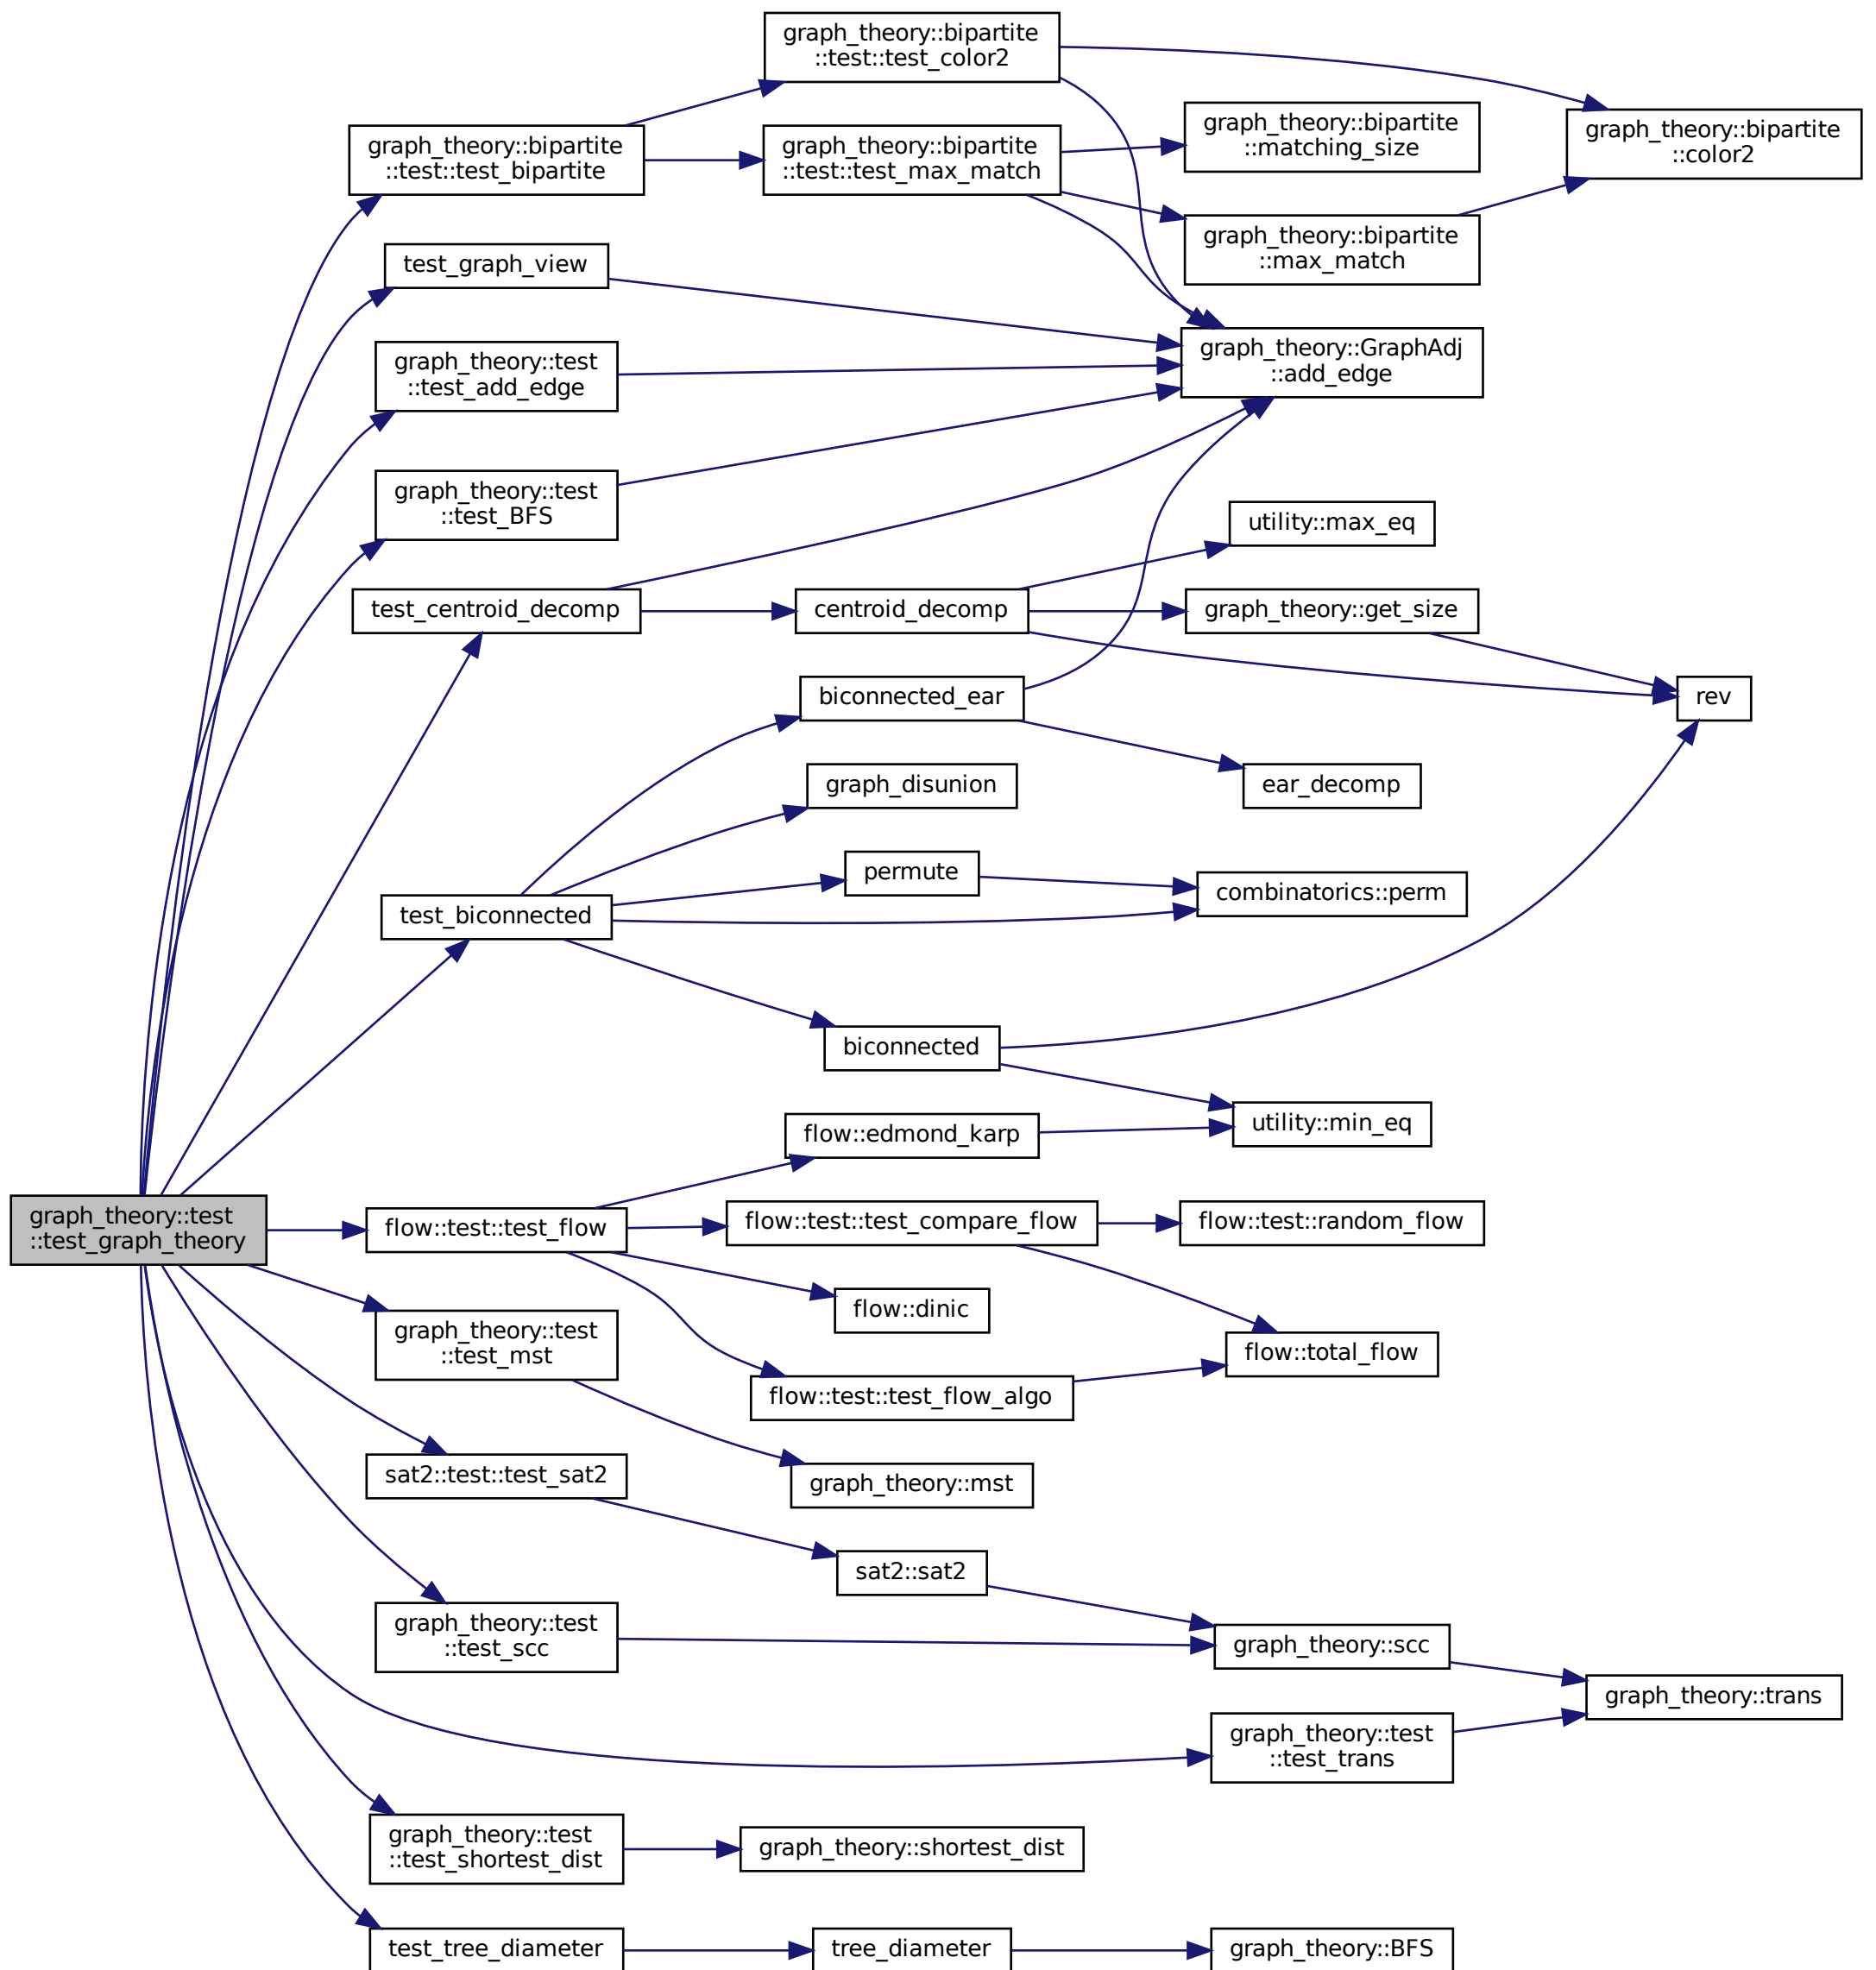 graph_theory::bipartite
::test::test_color2
graph_theory::bipartite
::test::test_bipartite
graph_theory::bipartite
::test::test_max_match
graph_theory::bipartite
::matching_size
graph_theory::bipartite
::color2
graph_theory::bipartite
::max_match
test_graph_view
graph_theory::test
::test_add_edge
graph_theory::GraphAdj
::add_edge
graph_theory::test
::test_BFS
utility::max_eq
test_centroid_decomp
centroid_decomp
graph_theory::get_size
biconnected_ear
rev
graph_disunion
ear_decomp
permute
combinatorics::perm
test_biconnected
biconnected
utility::min_eq
flow::edmond_karp
graph_theory::test
::test_graph_theory
flow::test::test_flow
flow::test::test_compare_flow
flow::test::random_flow
flow::dinic
graph_theory::test
::test_mst
flow::total_flow
flow::test::test_flow_algo
sat2::test::test_sat2
graph_theory::mst
sat2::sat2
graph_theory::test
::test_scc
graph_theory::scc
graph_theory::trans
graph_theory::test
::test_trans
graph_theory::test
::test_shortest_dist
graph_theory::shortest_dist
test_tree_diameter
tree_diameter
graph_theory::BFS